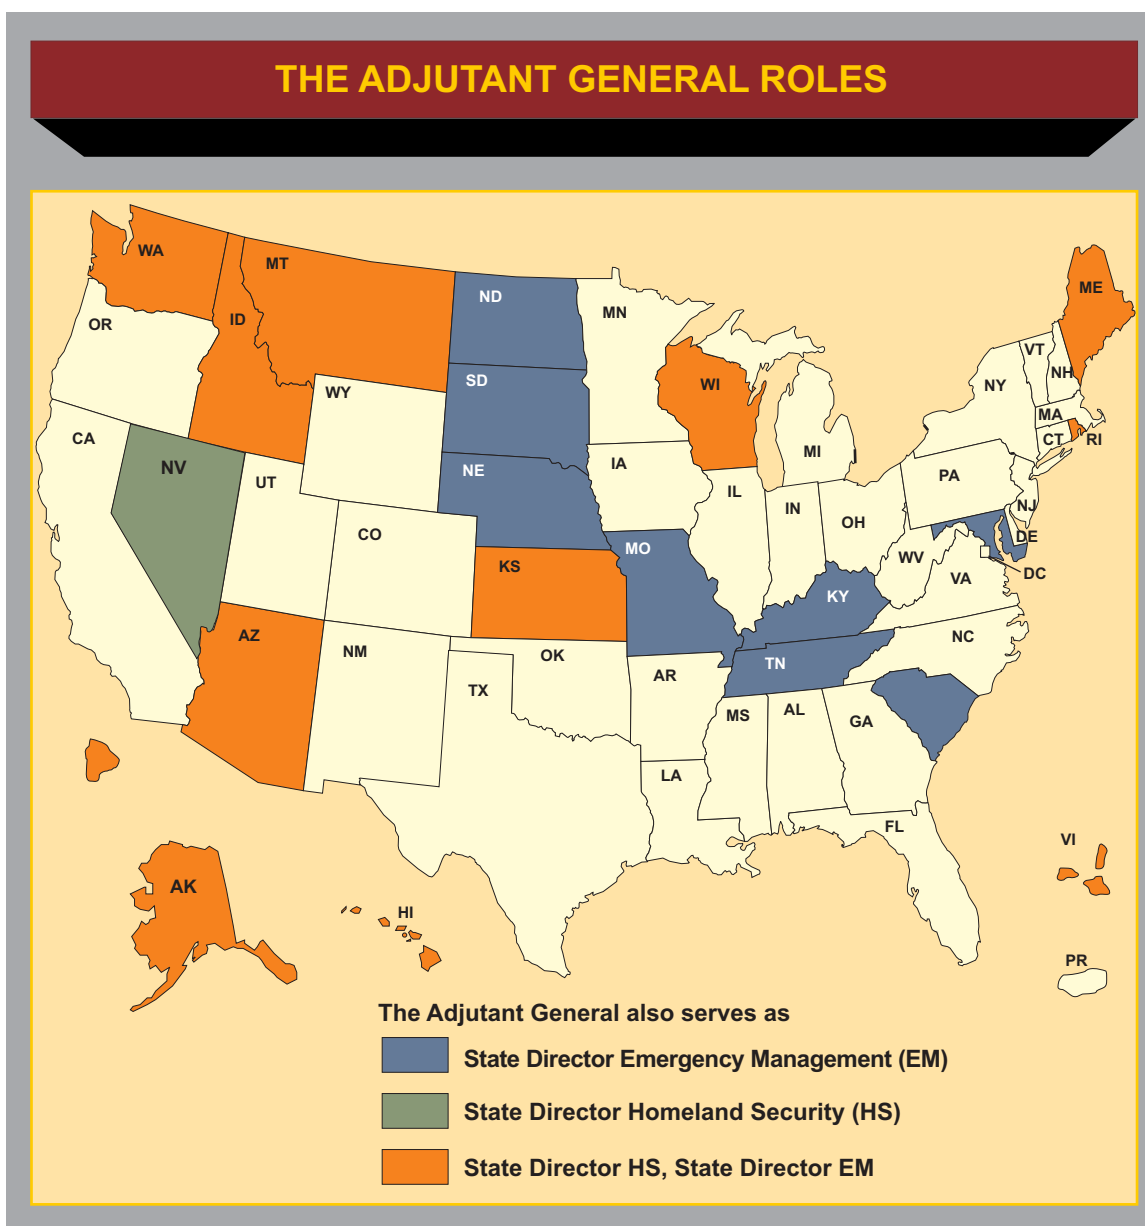 THE ADJUTANT GENERAL ROLES
WA
MT
ND
MN
ME
OR
ID
SD
WI
VT
NH
NY
WY
MA
CT
RI
CA
NV
UT
NE
IA
MI
PA
IL
IN
OH
NJ
CO
MO
DE
KS
WV
DC
VA
KY
AZ
NM
OK
TN
NC
TX
AR
MS
AL
GA
LA
FL
VI
AK
HI
PR
The Adjutant General also serves as
State Director Emergency Management (EM)
State Director Homeland Security (HS)
State Director HS, State Director EM